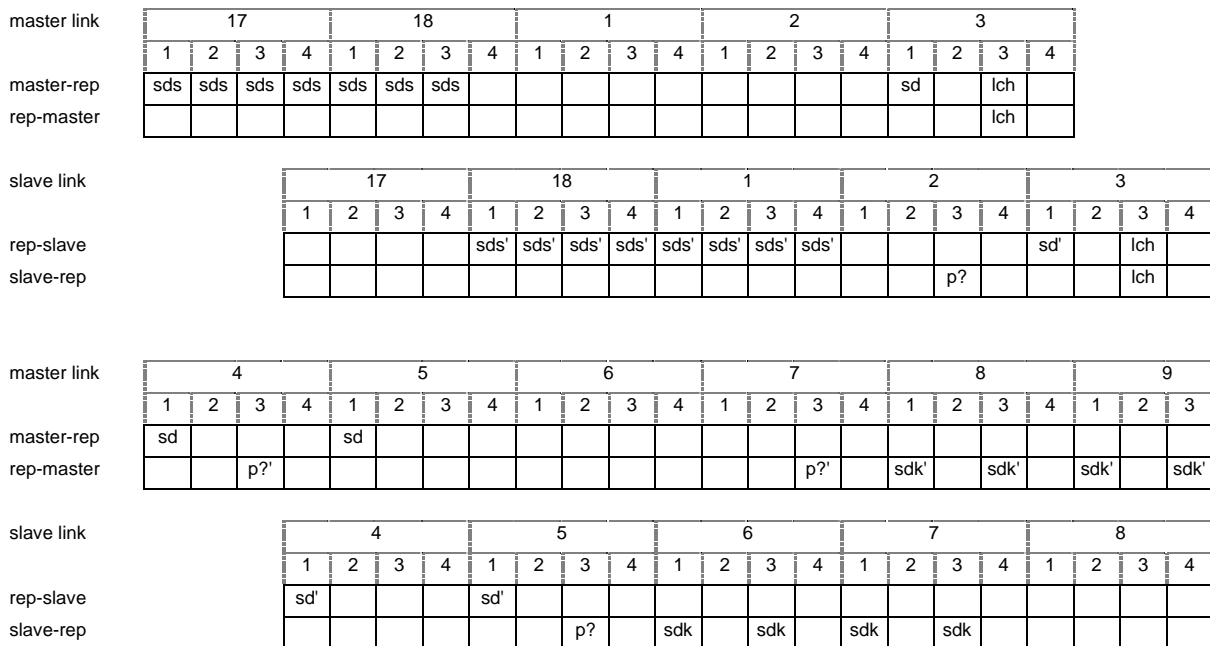 master link 17 18 1 2 3
1 2 3 4 1 2 3 4 1 2 3 4 1 2 3 4 1 2 3 4
master-rep sds sds sds sds sds sds sds sd lch
rep-master lch
slave link 17 18 1 2 3
1 2 3 4 1 2 3 4 1 2 3 4 1 2 3 4 1 2 3 4
rep-slave sds' sds' sds' sds' sds' sds' sds' sds' sd' lch
slave-rep p? lch
master link 4 5 6 7 8 9
1 2 3 4 1 2 3 4 1 2 3 4 1 2 3 4 1 2 3 4 1 2 3
master-rep sd sd
rep-master p?' p?' sdk' sdk' sdk' sdk'
slave link 4 5 6 7 8
1 2 3 4 1 2 3 4 1 2 3 4 1 2 3 4 1 2 3 4
rep-slave sd' sd'
slave-rep p? sdk sdk sdk sdk